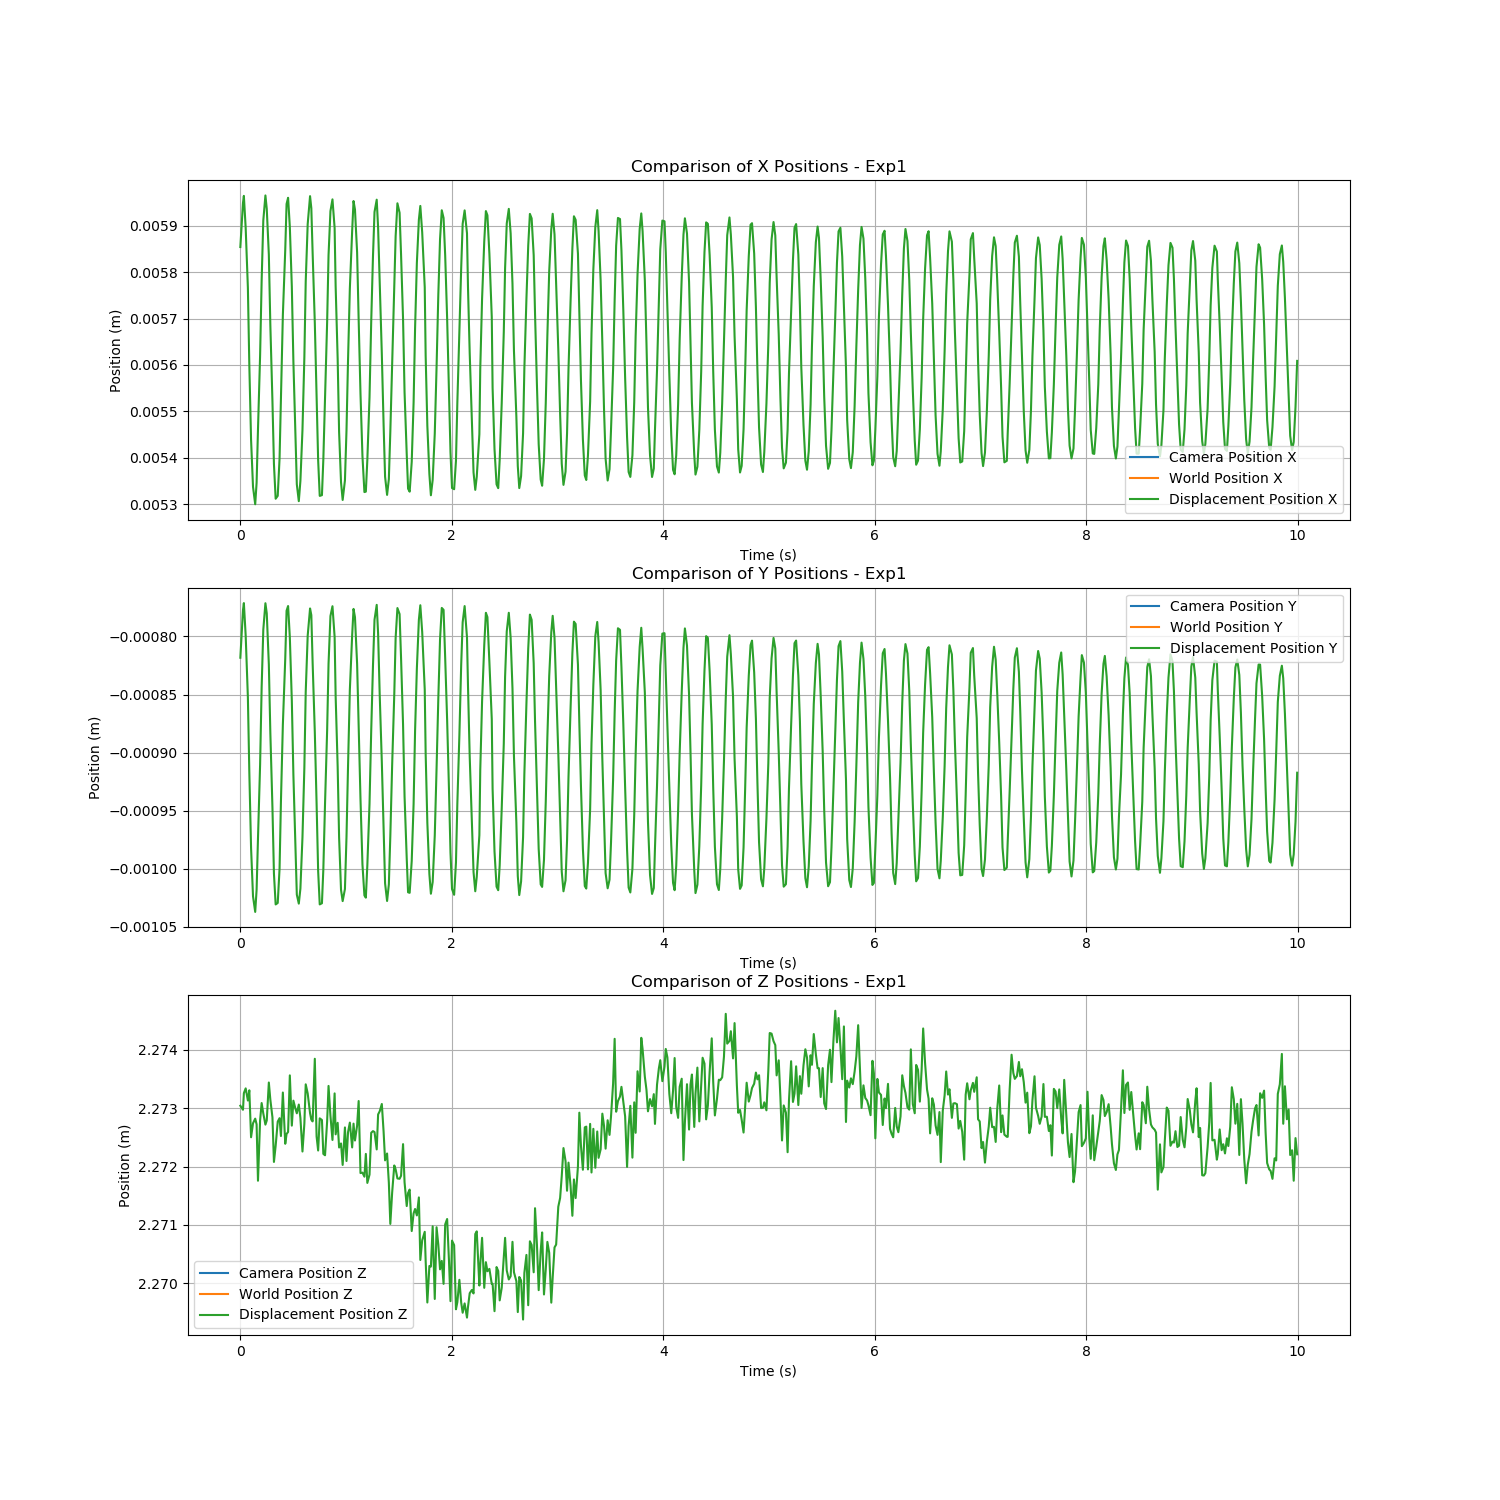 Comparison of X Positions - Exp1
Position (m)
0.0059
0.0058
0.0057
0.0056
0.0055
0.0054
0.0053
Camera Position X
World Position X
Displacement Position X
0 2 4 6 8 10
Time (s)
Comparison of Y Positions - Exp1
Position (m)
−0.00080
−0.00085
−0.00090
−0.00095
−0.00100
−0.00105
Camera Position Y
World Position Y
Displacement Position Y
0 2 4 6 8 10
Time (s)
Comparison of Z Positions - Exp1
Position (m)
2.274
2.273
2.272
2.271
2.270
Camera Position Z
World Position Z
Displacement Position Z
0 2 4 6 8 10
Time (s)